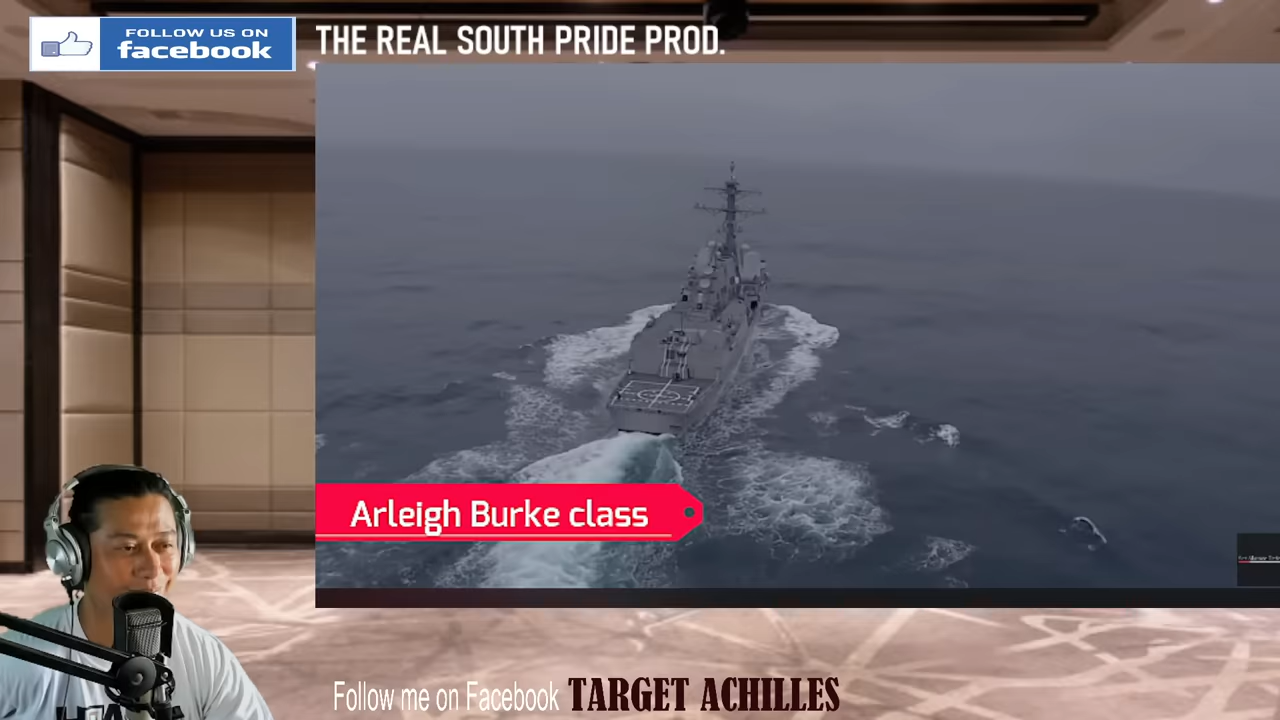 FOLLOW US ON
facebook
THE REAL SOUTH PRIDE PROD.
Arleigh Burke class
Follow me on Facebook TARGET ACHILLES